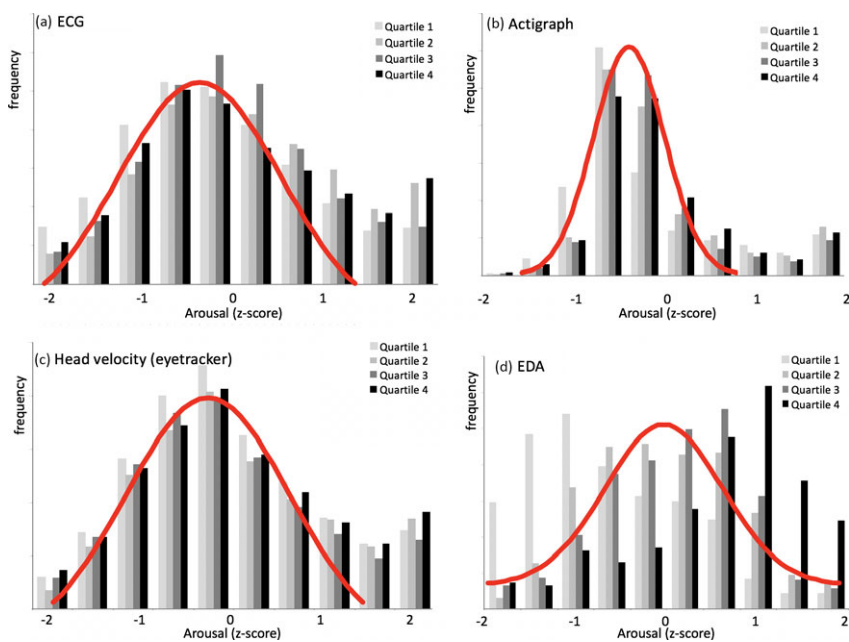 (a) ECG
Quartile 1
Quartile 2
Quartile 3
Quartile 4
frequency
-2 -1 0 1 2
Arousal (z-score)
(b) Actigraph
Quartile 1
Quartile 2
Quartile 3
Quartile 4
frequency
-2 -1 0 1 2
Arousal (z-score)
(c) Head velocity (eyetracker)
Quartile 1
Quartile 2
Quartile 3
Quartile 4
frequency
-2 -1 0 1 2
Arousal (z-score)
(d) EDA
Quartile 1
Quartile 2
Quartile 3
Quartile 4
frequency
-2 -1 0 1 2
Arousal (z-score)